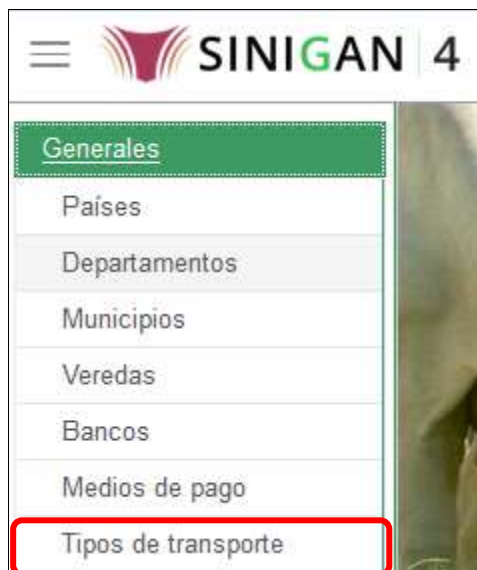 SINIGAN 4
Generales
Países
Departamentos
Municipios
Veredas
Bancos
Medios de pago
Tipos de transporte